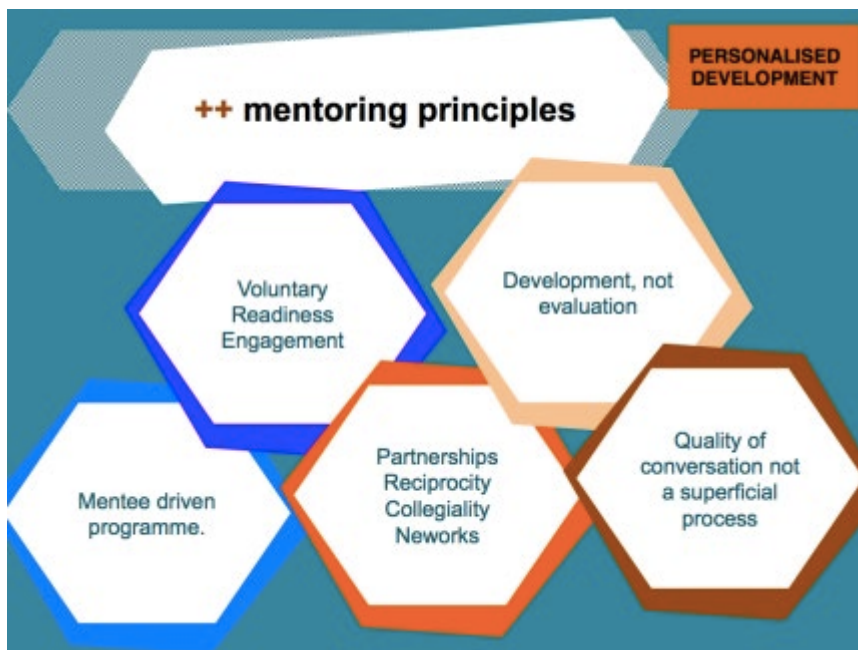 ++ mentoring principles
PERSONALISED
DEVELOPMENT
Voluntary
Readiness
Engagement
Development, not
evaluation
Mentee driven
programme.
Partnerships
Reciprocity
Collegiality
Neworks
Quality of
conversation not
a superficial
process